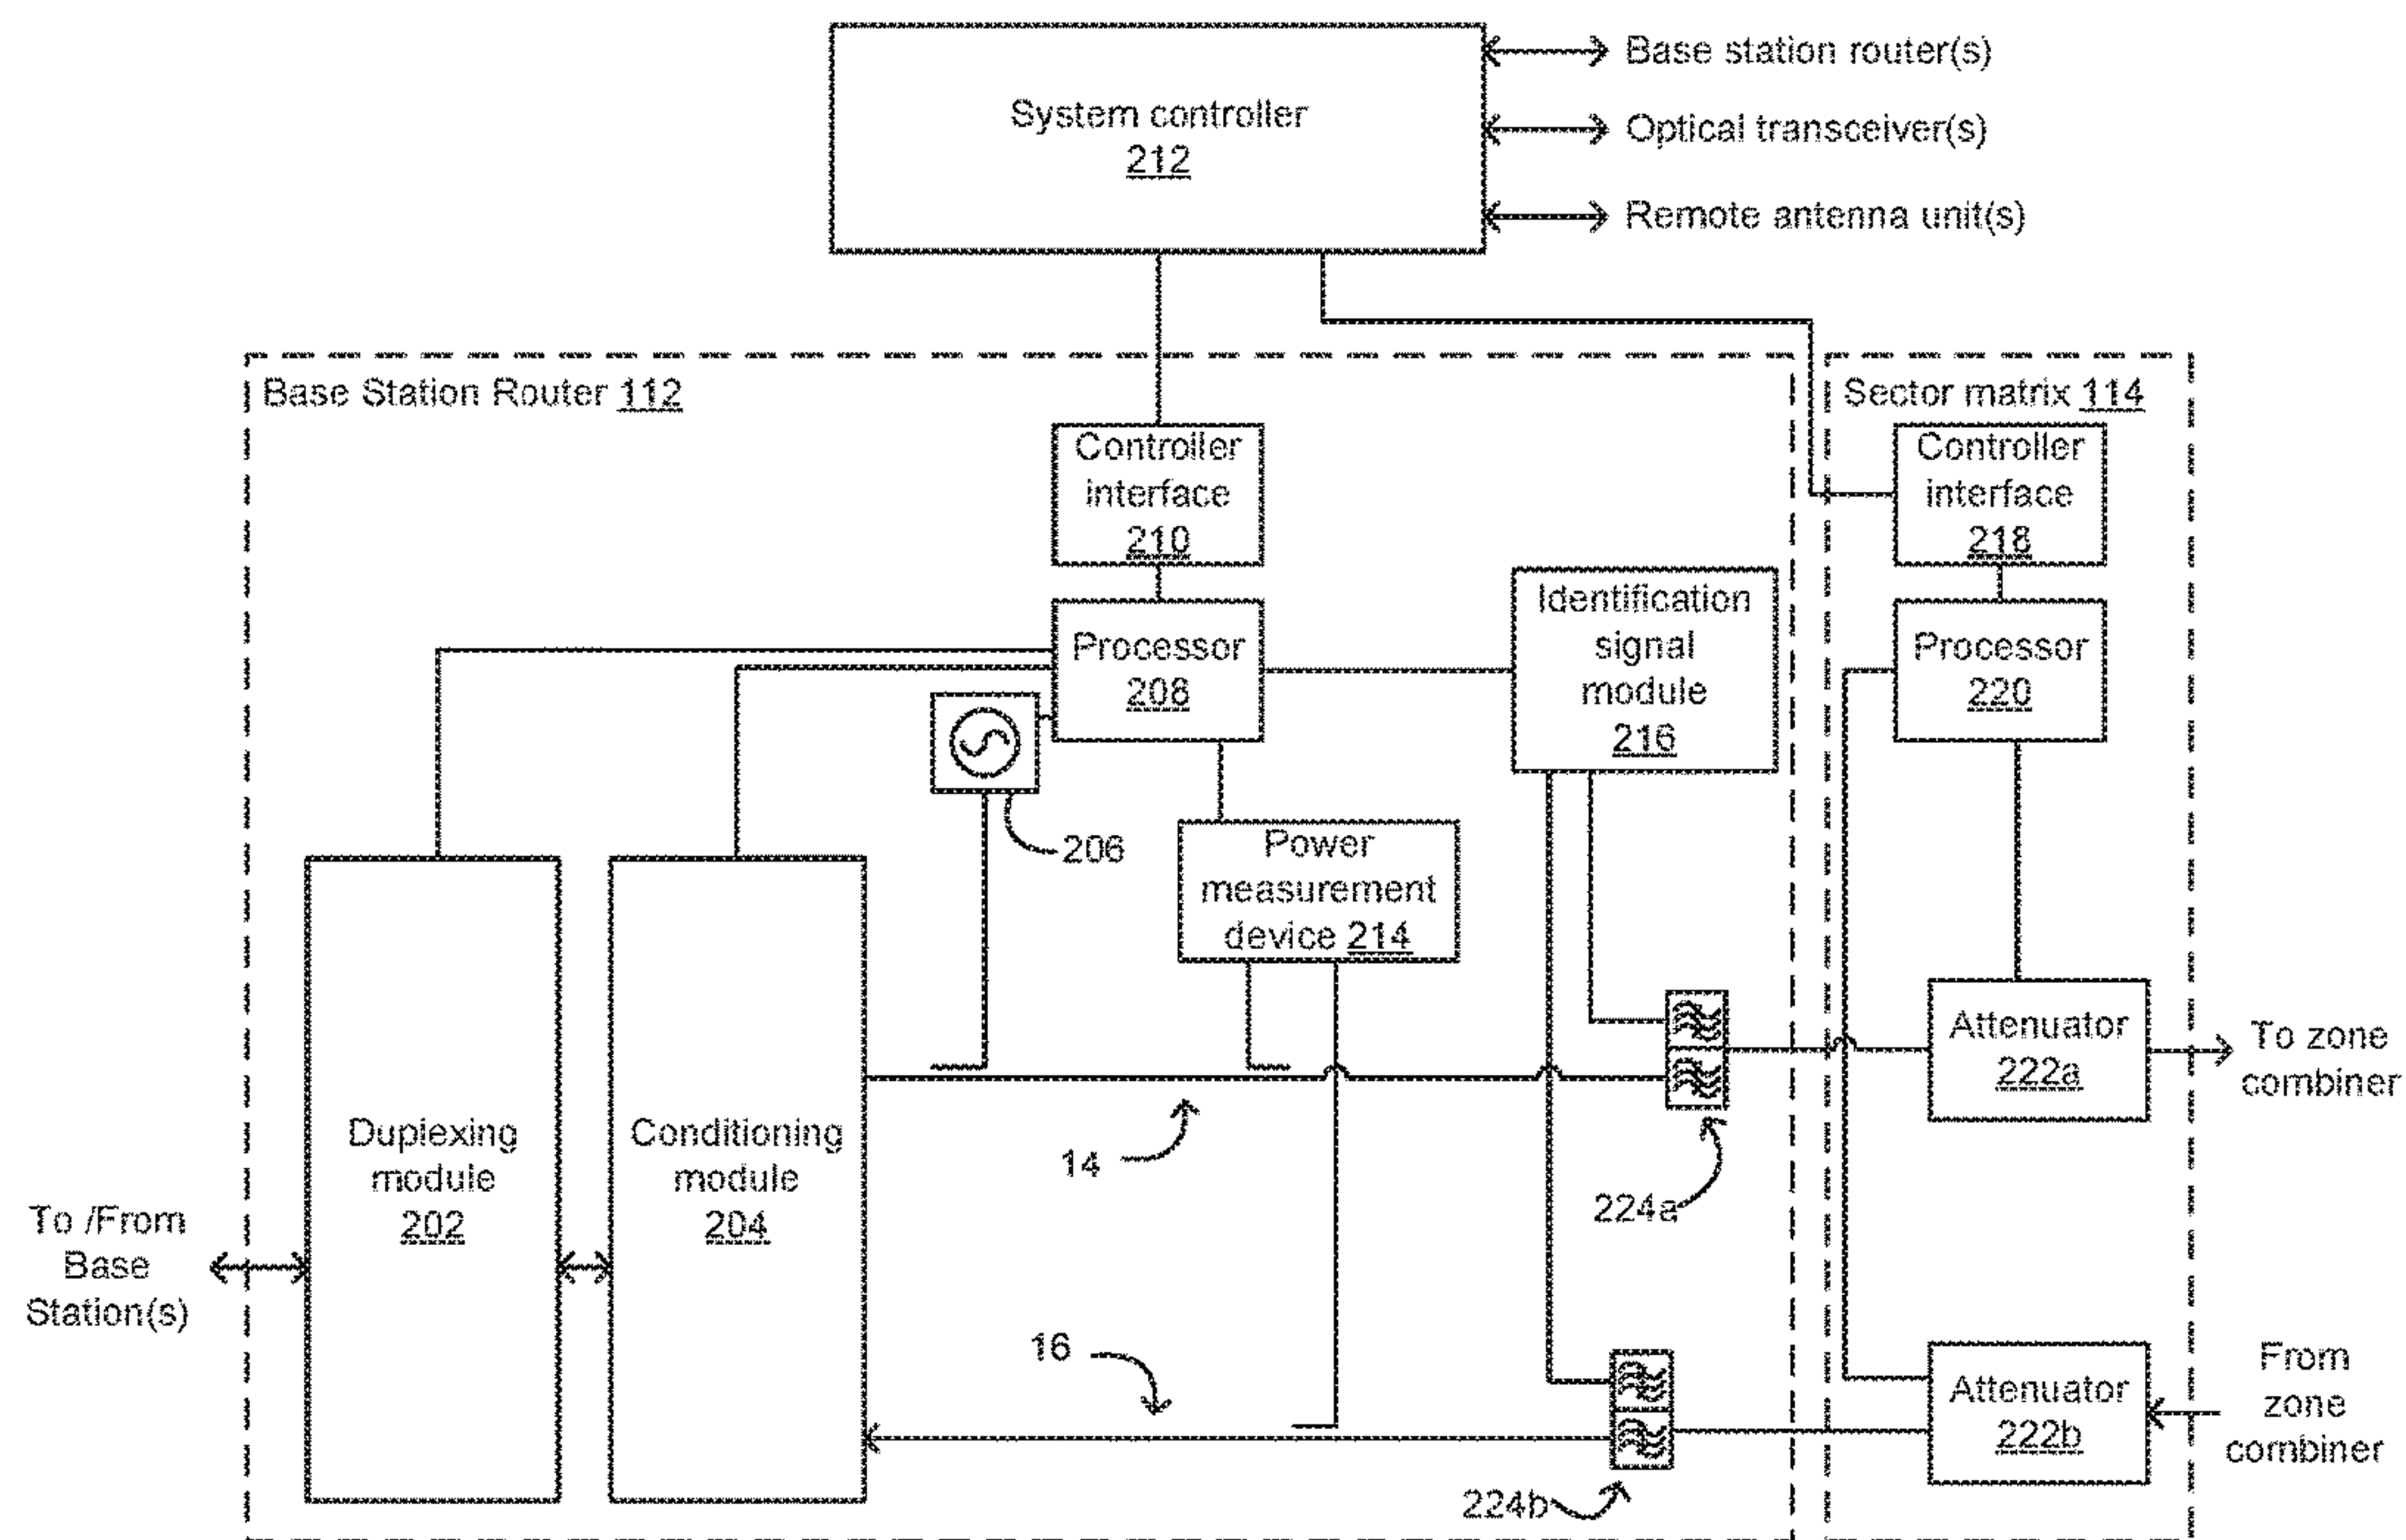 Base station router(s)
System controller
212
Optical transceiver(s)
Remote antenna unit(s)
Base Station Router 112
Sector matrix 114
Controller
interface
210
Controller
interface
218
Identification
signal
module
216
Processor
208
Processor
220
206
Power
measurement
device 214
Attenuator
222a
To zone
combiner
Duplexing
module
202
Conditioning
module
204
14
224a
To /From
Base
Station(s)
16
Attenuator
222b
From
zone
combiner
224b